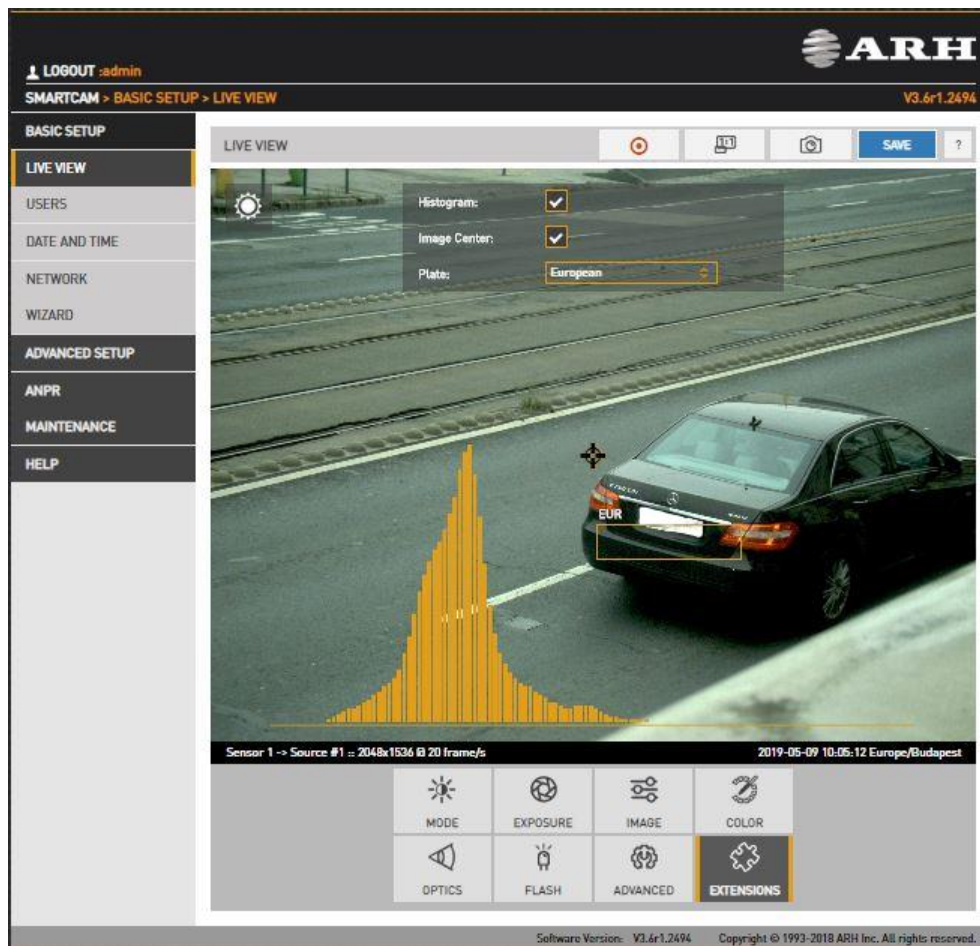 ARH
LOGOUT :admin
SMARTCAM > BASIC SETUP > LIVE VIEW
V3.6r1.2494
BASIC SETUP
LIVE VIEW
USERS
DATE AND TIME
NETWORK
WIZARD
ADVANCED SETUP
ANPR
MAINTENANCE
HELP
LIVE VIEW
1:1
SAVE
?
Histogram:
Image Center:
Plate:
European
EUR
Sensor 1 -> Source #1 :: 2048x1536 @ 20 frame/s
2019-05-09 10:05:12 Europe/Budapest
MODE
EXPOSURE
IMAGE
COLOR
OPTICS
FLASH
ADVANCED
EXTENSIONS
Software Version: V3.6r1.2494
Copyright © 1993-2018 ARH Inc. All rights reserved.